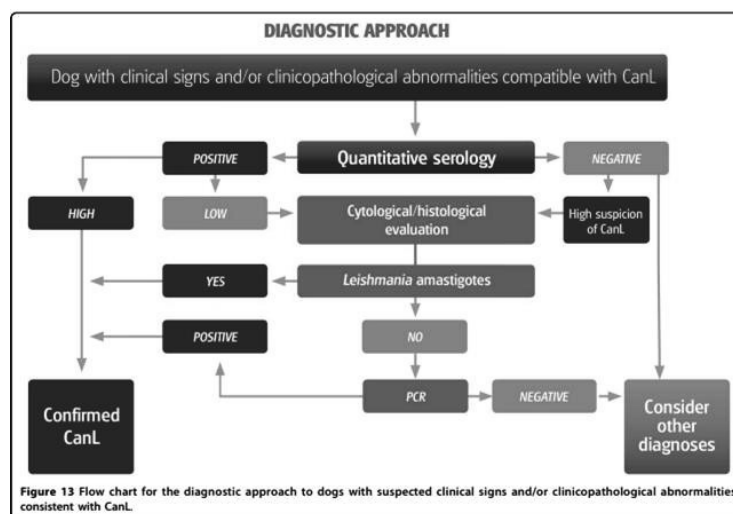 DIAGNOSTIC APPROACH
Dog with clinical signs and/or clinicopathological abnormalities compatible with CanL
POSITIVE
Quantitative serology
NEGATIVE
HIGH
LOW
Cytological/histological
evaluation
High suspicion
of CanL
YES
Leishmania amastigotes
POSITIVE
NO
PCR
NEGATIVE
Confirmed
CanL
Consider
other
diagnoses
Figure 13 Flow chart for the diagnostic approach to dogs with suspected clinical signs and/or clinicopathological abnormalities
consistent with CanL.